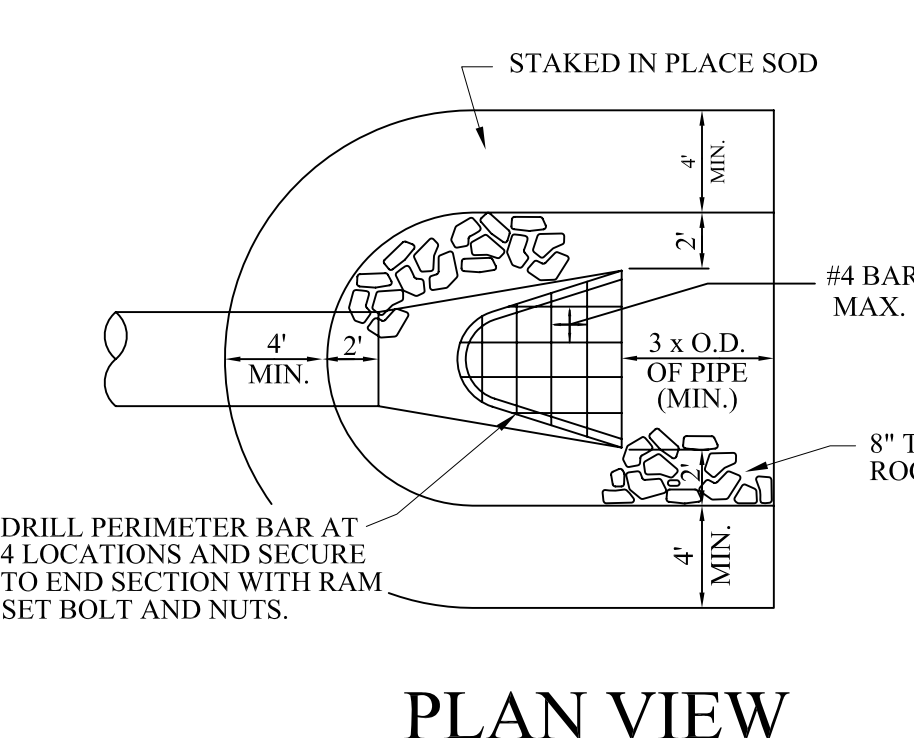 STAKED IN PLACE SOD
4'
MIN.
2'
#4 BAR
MAX.
4'
MIN.
2'
3 x O.D.
OF PIPE
(MIN.)
8" T
ROC
2'
4'
MIN.
DRILL PERIMETER BAR AT
4 LOCATIONS AND SECURE
TO END SECTION WITH RAM
SET BOLT AND NUTS.
PLAN VIEW